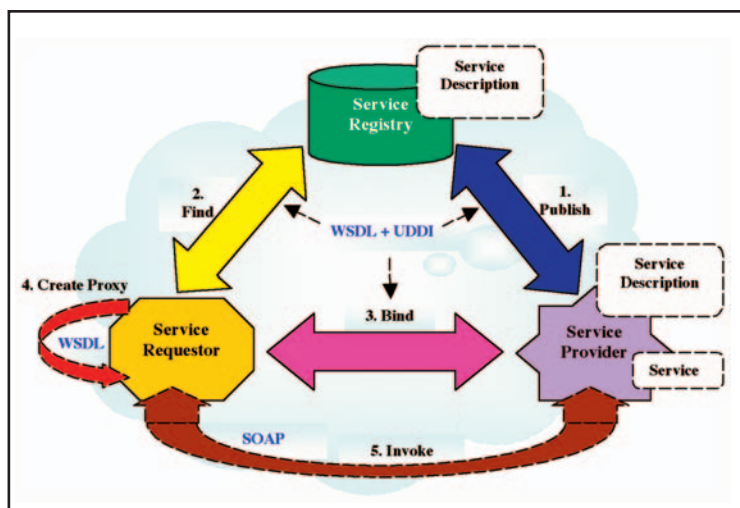 Service
Description
Service
Registry
2.
Find
1.
Publish
WSDL + UDDI
Service
Description
4. Create Proxy
WSDL
Service
Requestor
3. Bind
Service
Provider
Service
SOAP
5. Invoke